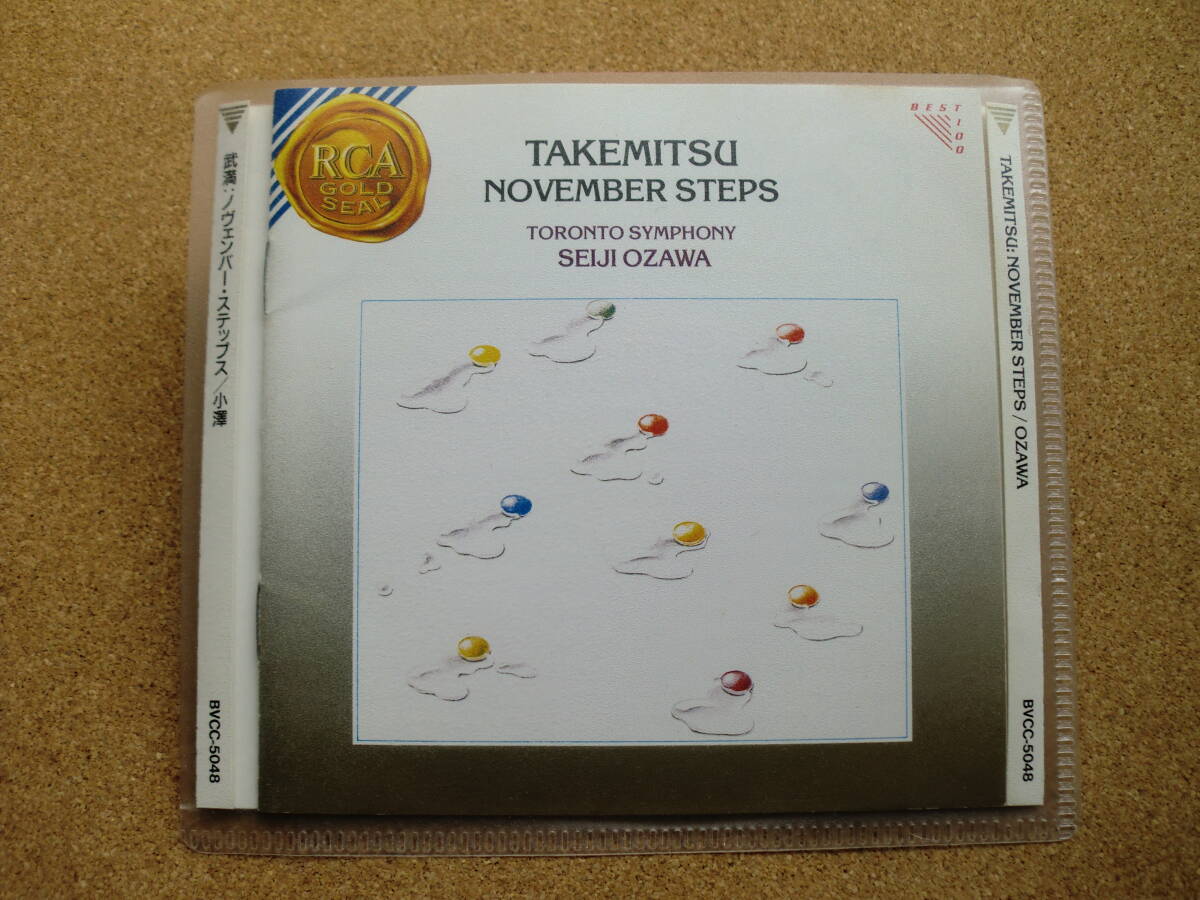 武満:ノヴェンバー・ステップス/小澤
BVCC-5048
RCA
GOLD
SEAL
BEST
100
TAKEMITSU
NOVEMBER STEPS
TORONTO SYMPHONY
SEIJI OZAWA
TAKEMITSU: NOVEMBER STEPS / OZAWA
BVCC-5048